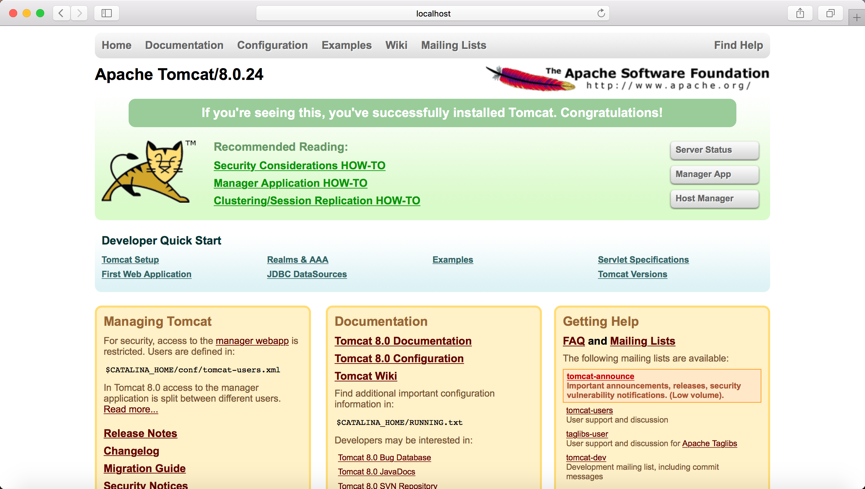 localhost
Home Documentation Configuration Examples Wiki Mailing Lists Find Help
Apache Tomcat/8.0.24
The Apache Software Foundation
http://www.apache.org/
If you're seeing this, you've successfully installed Tomcat. Congratulations!
TM
Recommended Reading:
Security Considerations HOW-TO
Manager Application HOW-TO
Clustering/Session Replication HOW-TO
Server Status
Manager App
Host Manager
Developer Quick Start
Tomcat Setup
First Web Application
Realms & AAA
JDBC DataSources
Examples
Servlet Specifications
Tomcat Versions
Managing Tomcat
For security, access to the manager webapp is
restricted. Users are defined in:
$CATALINA_HOME/conf/tomcat-users.xml
In Tomcat 8.0 access to the manager
application is split between different users.
Read more...
Release Notes
Changelog
Migration Guide
Security Notices
Documentation
Tomcat 8.0 Documentation
Tomcat 8.0 Configuration
Tomcat Wiki
Find additional important configuration
information in:
$CATALINA_HOME/RUNNING.txt
Developers may be interested in:
Tomcat 8.0 Bug Database
Tomcat 8.0 JavaDocs
Tomcat 8.0 SVN Repository
Getting Help
FAQ and Mailing Lists
The following mailing lists are available:
tomcat-announce
Important announcements, releases, security
vulnerability notifications. (Low volume).
tomcat-users
User support and discussion
taglibs-user
User support and discussion for Apache Taglibs
tomcat-dev
Development mailing list, including commit
messages